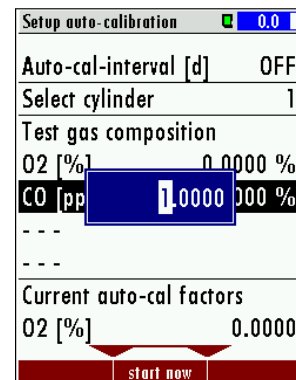 Setup auto-calibration 0.0
Auto-cal-interval [d] OFF
Select cylinder 1
Test gas composition
O2 [%] 0.0000 %
CO [pp 1.0000 000 %
- - -
- - -
Current auto-cal factors
O2 [%] 0.0000
start now